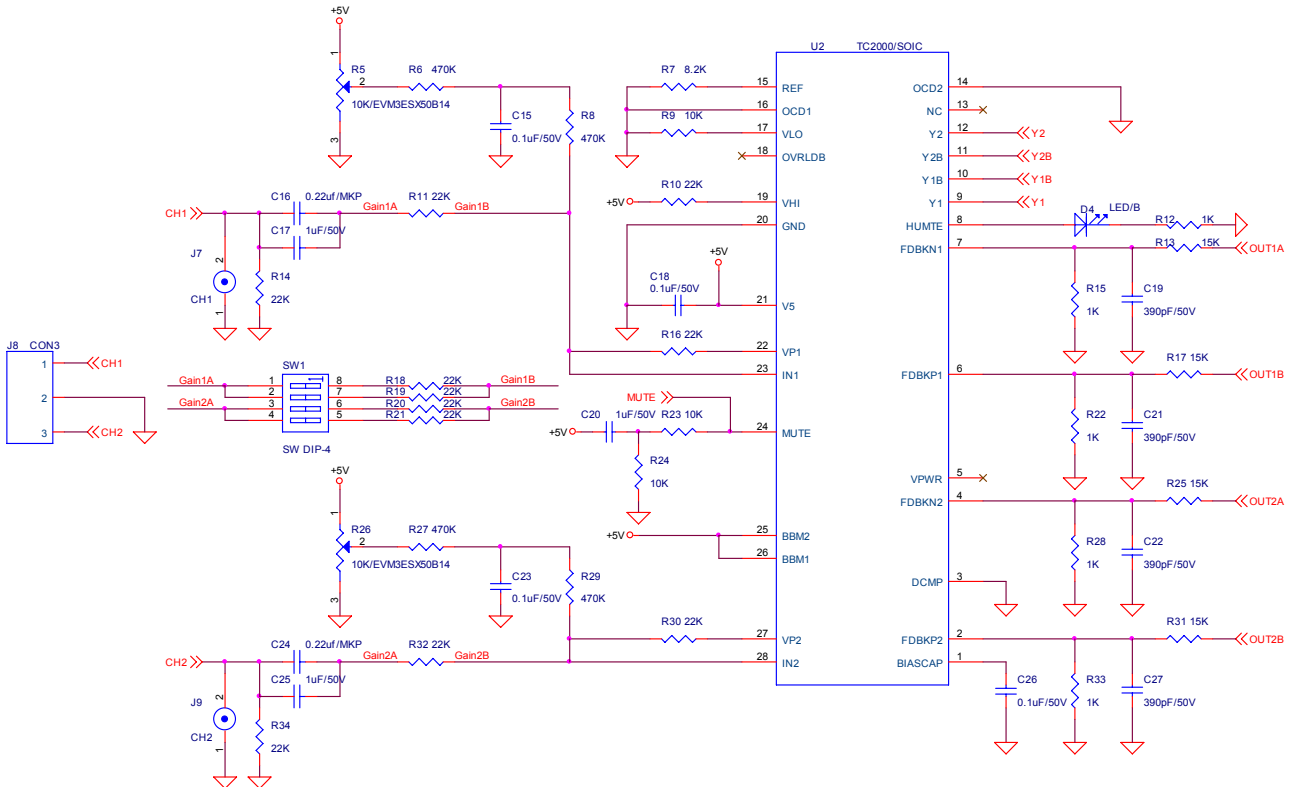 +5V
1
R5
2
10K/EVM3ESX50B14
3
R6 470K
C15
0.1uF/50V
R8
470K
U2 TC2000/SOIC
R7 8.2K
R9 10K
15 REF
16 OCD1
17 VLO
18 OVRLDB
+5V
R10 22K
19 VHI
20 GND
+5V
C18
0.1uF/50V
21 V5
R16 22K
22 VP1
23 IN1
CH1
C16 0.22uf/MKP
C17 1uF/50V
Gain1A
R11 22K
Gain1B
J7
2
CH1
1
R14
22K
J8 CON3
1 CH1
2
3 CH2
SW1
Gain1A 1 8 R18 22K Gain1B
2 7 R19 22K
Gain2A 3 6 R20 22K Gain2B
4 5 R21 22K
1
SW DIP-4
MUTE
C20 1uF/50V
R23 10K
+5V
24 MUTE
R24
10K
+5V
25 BBM2
26 BBM1
+5V
1
R26
2
10K/EVM3ESX50B14
3
R27 470K
C23
0.1uF/50V
R29
470K
R30 22K
27 VP2
28 IN2
CH2
C24 0.22uf/MKP
C25 1uF/50V
Gain2A
R32 22K
Gain2B
J9
2
CH2
1
R34
22K
OCD2 14
NC 13
Y2 12 Y2
Y2B 11 Y2B
Y1B 10 Y1B
Y1 9 Y1
HUMTE 8
D4 LED/B
R12 1K
FDBKN1 7
R13 15K
OUT1A
R15
1K
C19
390pF/50V
FDBKP1 6
R17 15K
OUT1B
R22
1K
C21
390pF/50V
VPWR 5
FDBKN2 4
R25 15K
OUT2A
R28
1K
C22
390pF/50V
DCMP 3
FDBKP2 2
R31 15K
OUT2B
BIASCAP 1
C26
0.1uF/50V
R33
1K
C27
390pF/50V